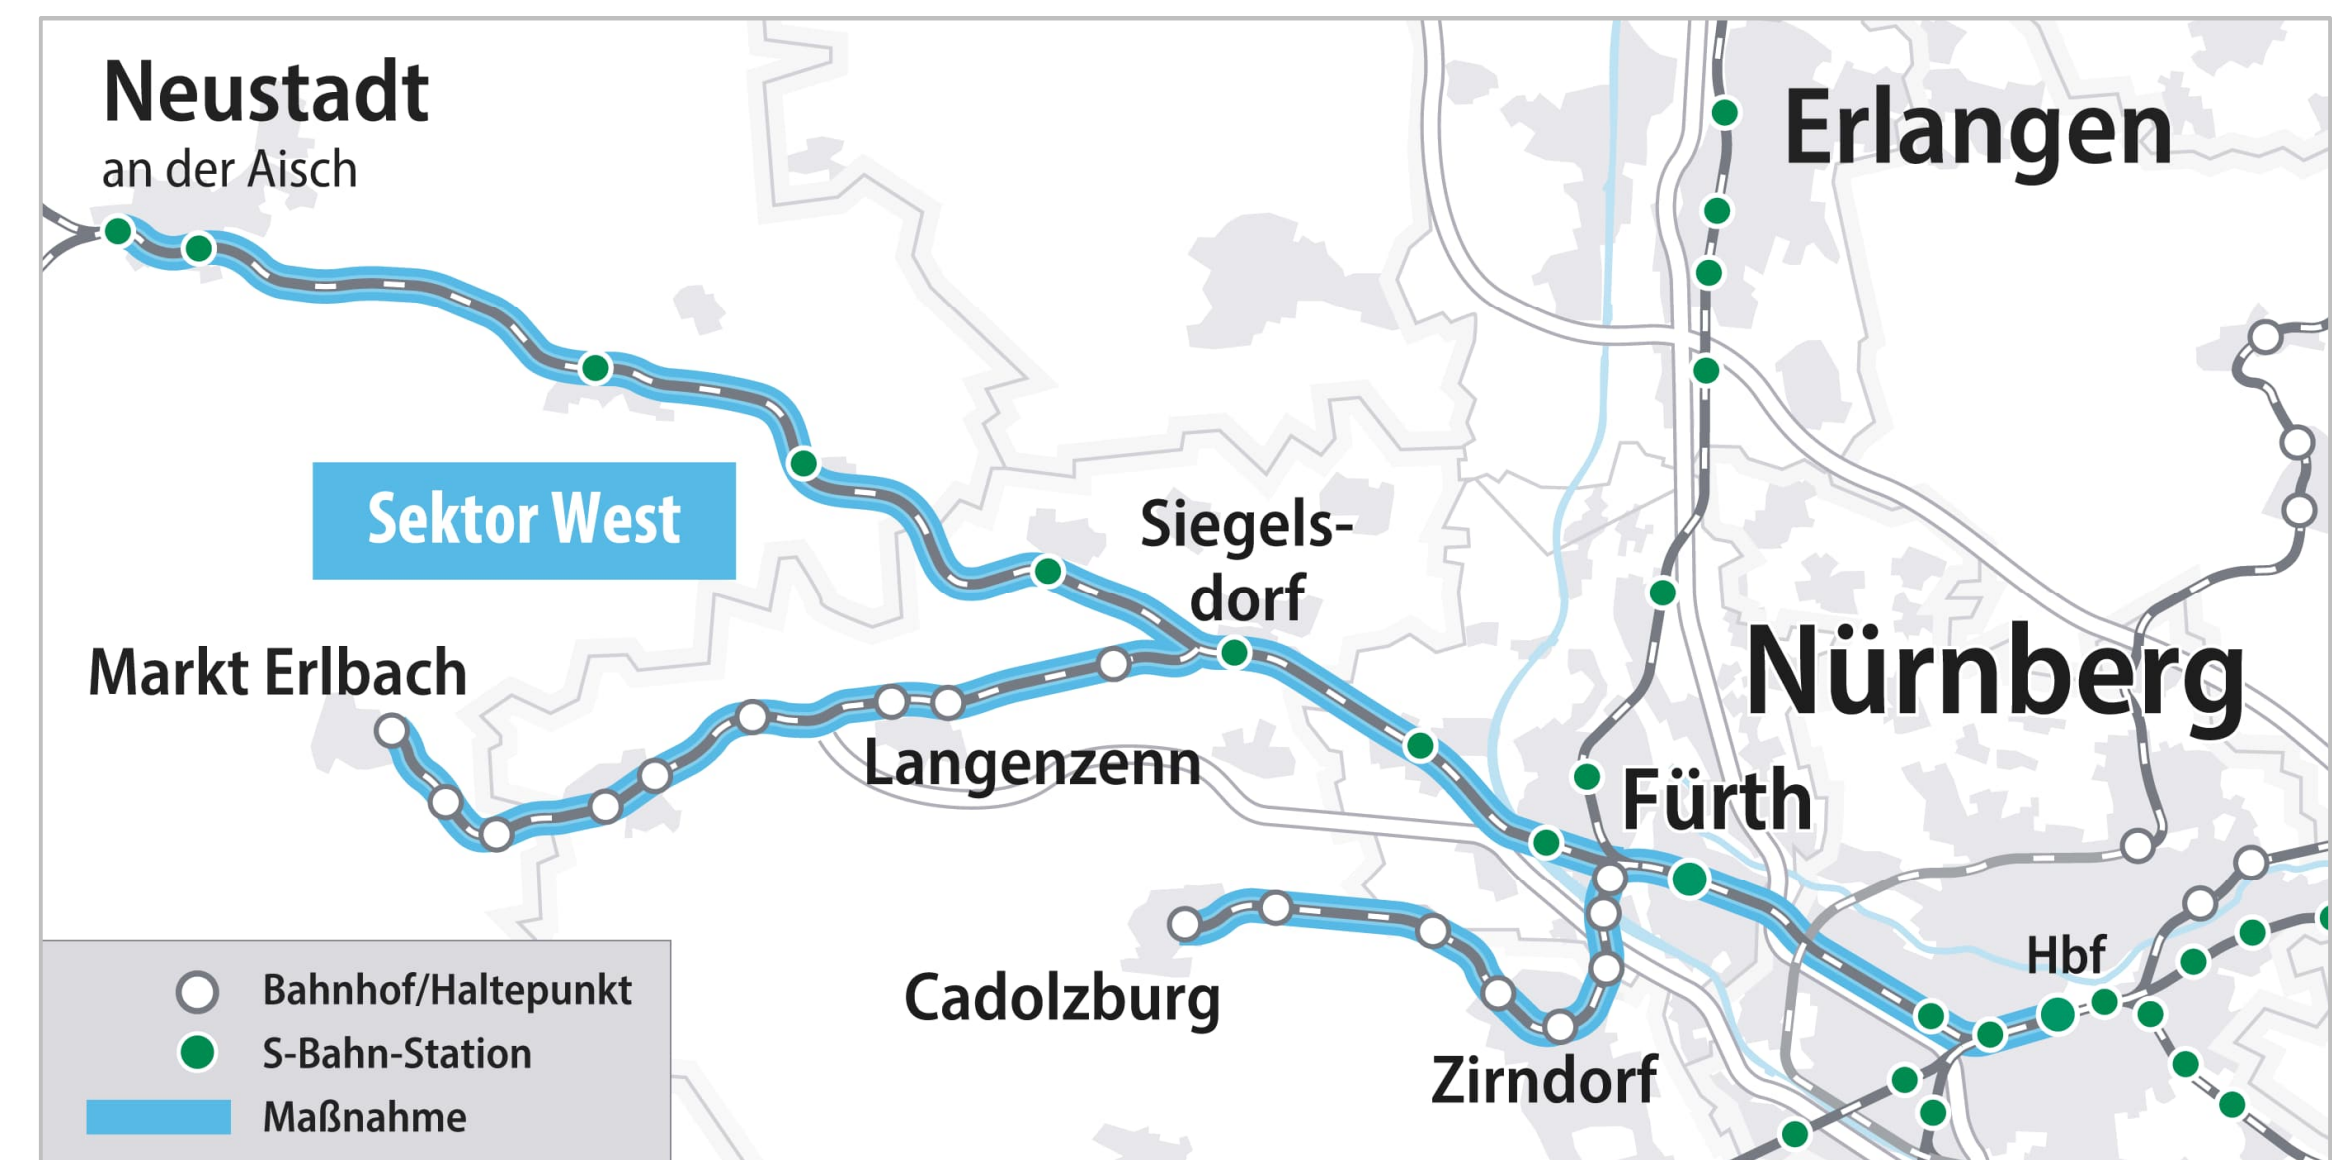 Neustadt
an der Aisch
Erlangen
Sektor West
Siegels-
dorf
Markt Erlbach
Nürnberg
Langenzenn
Fürth
Hbf
Cadolzburg
Zirndorf
Bahnhof/Haltepunkt
S-Bahn-Station
Maßnahme